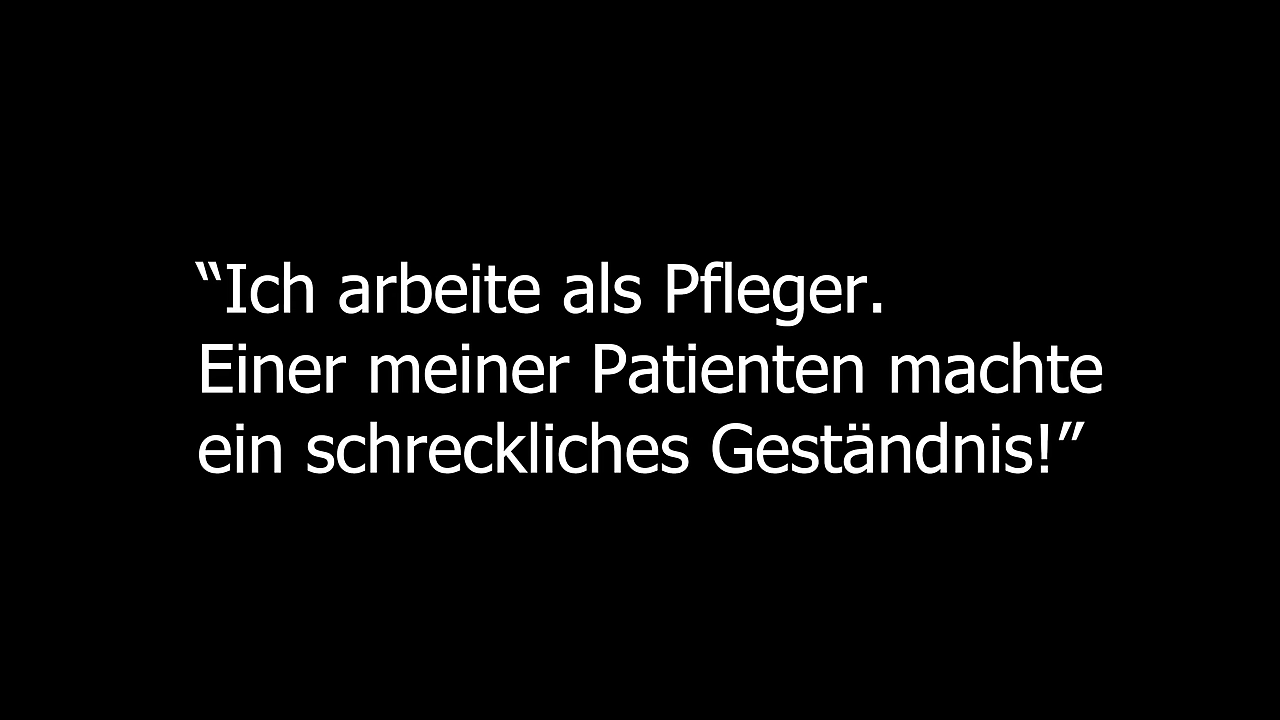 “Ich arbeite als Pfleger.
Einer meiner Patienten machte
ein schreckliches Geständnis!”